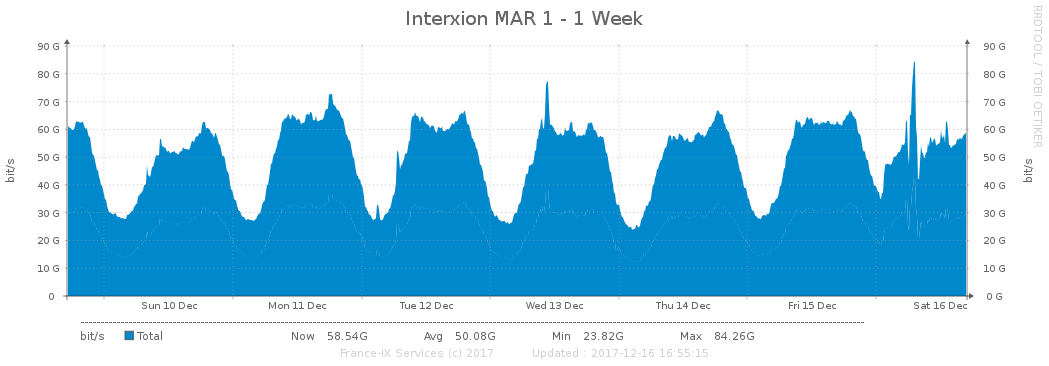 Interxion MAR 1 - 1 Week
RRDTOOL / TOBI OETIKER
bit/s
90 G 90 G
80 G 80 G
70 G 70 G
60 G 60 G
50 G 50 G
40 G 40 G
30 G 30 G
20 G 20 G
10 G 10 G
0 0 G
bit/s
Sun 10 Dec Mon 11 Dec Tue 12 Dec Wed 13 Dec Thu 14 Dec Fri 15 Dec Sat 16 Dec
bit/s Total Now 58.54G Avg 50.08G Min 23.82G Max 84.26G
France-IX Services (c) 2017 Updated : 2017-12-16 16:55:15